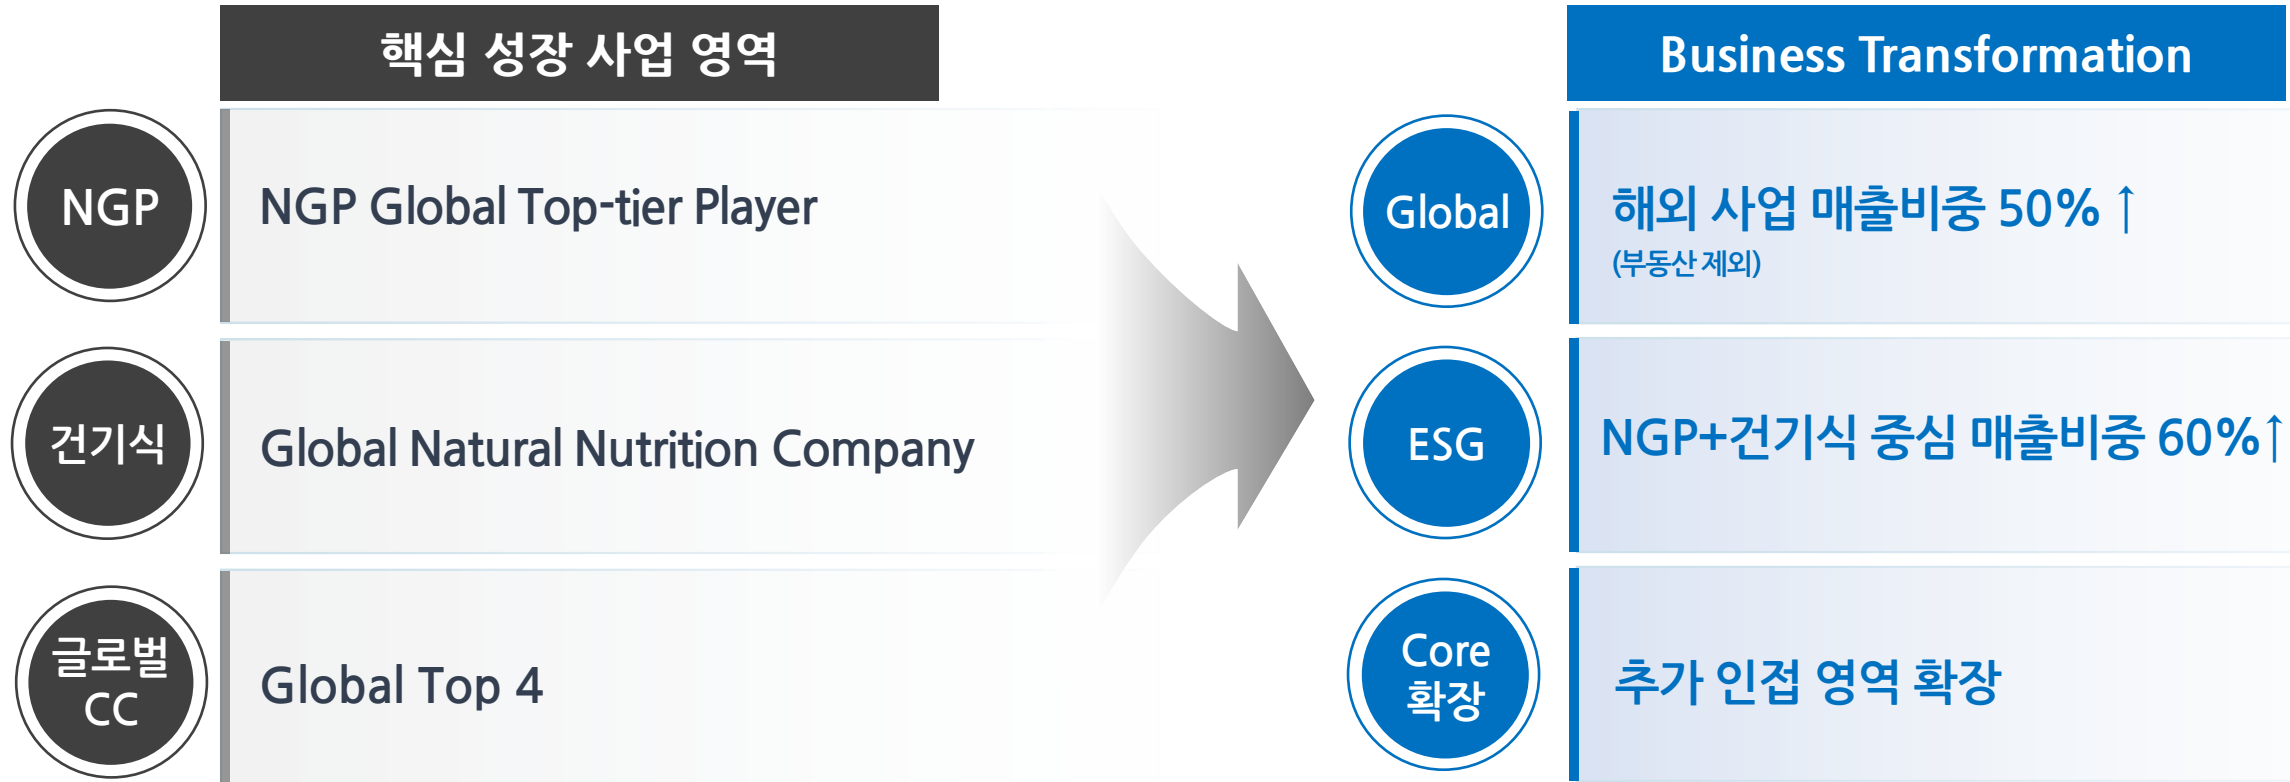 핵심 성장 사업 영역
NGP
NGP Global Top-tier Player
건기식
Global Natural Nutrition Company
글로벌
CC
Global Top 4
Business Transformation
Global
해외 사업 매출비중 50% ↑
(부동산 제외)
ESG
NGP+건기식 중심 매출비중 60%↑
Core
확장
추가 인접 영역 확장